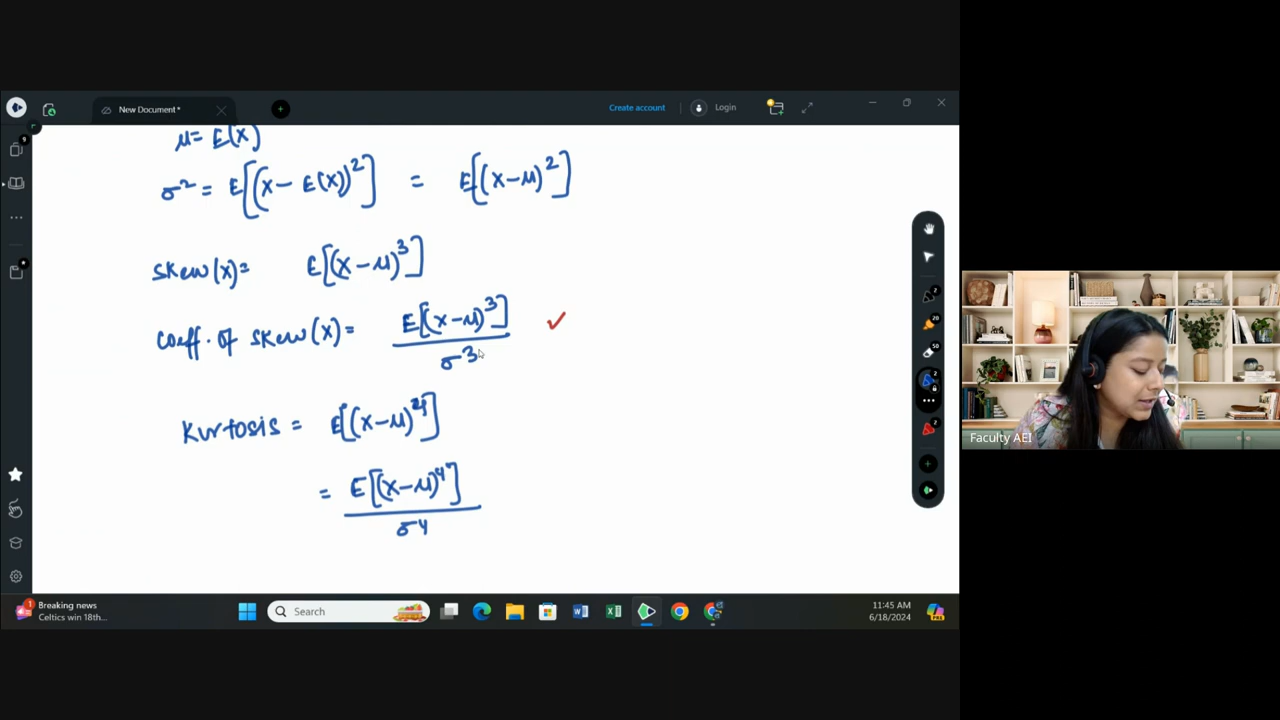 New Document*
Create account
Login
μ = E(X)
σ² = E[(X − E(X))²] = E[(X−μ)²]
Skew(X) = E[(X−μ)³]
Coeff. of Skew(X) = E[(X−μ)³] / σ³ ✓
Kurtosis = E[(X−μ)⁴]
= E[(X−μ)⁴] / σ⁴
Faculty AEI
Breaking news
Celtics win 18th...
Search
11:45 AM
6/18/2024